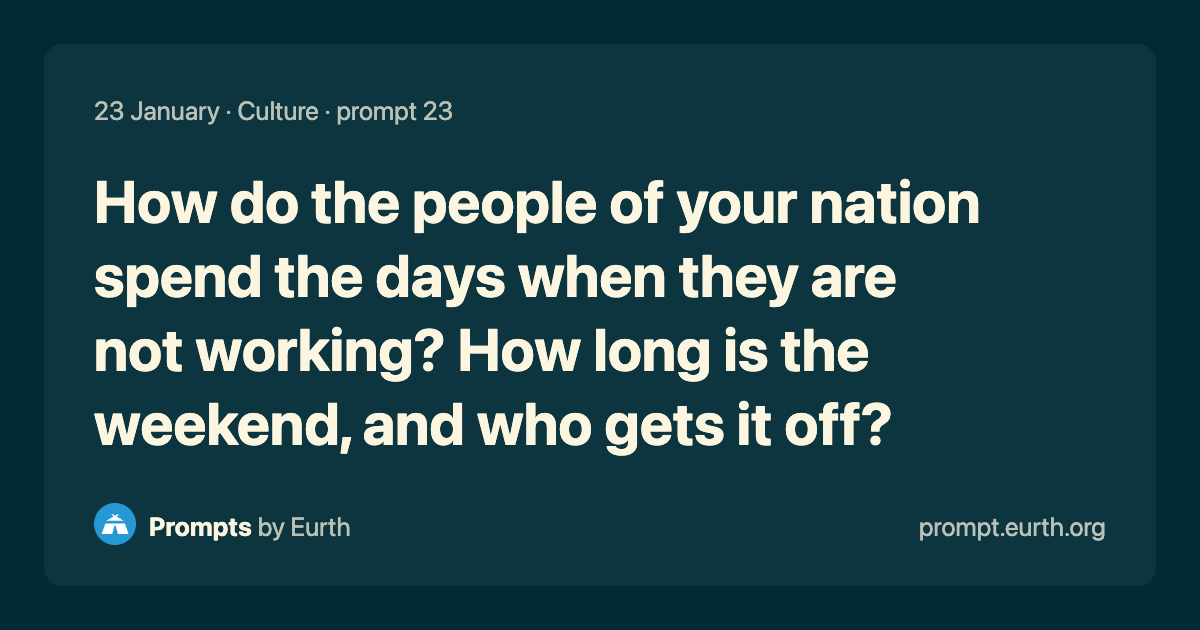 23 January · Culture · prompt 23
How do the people of your nation
spend the days when they are
not working? How long is the
weekend, and who gets it off?
Prompts by Eurth
prompt.eurth.org